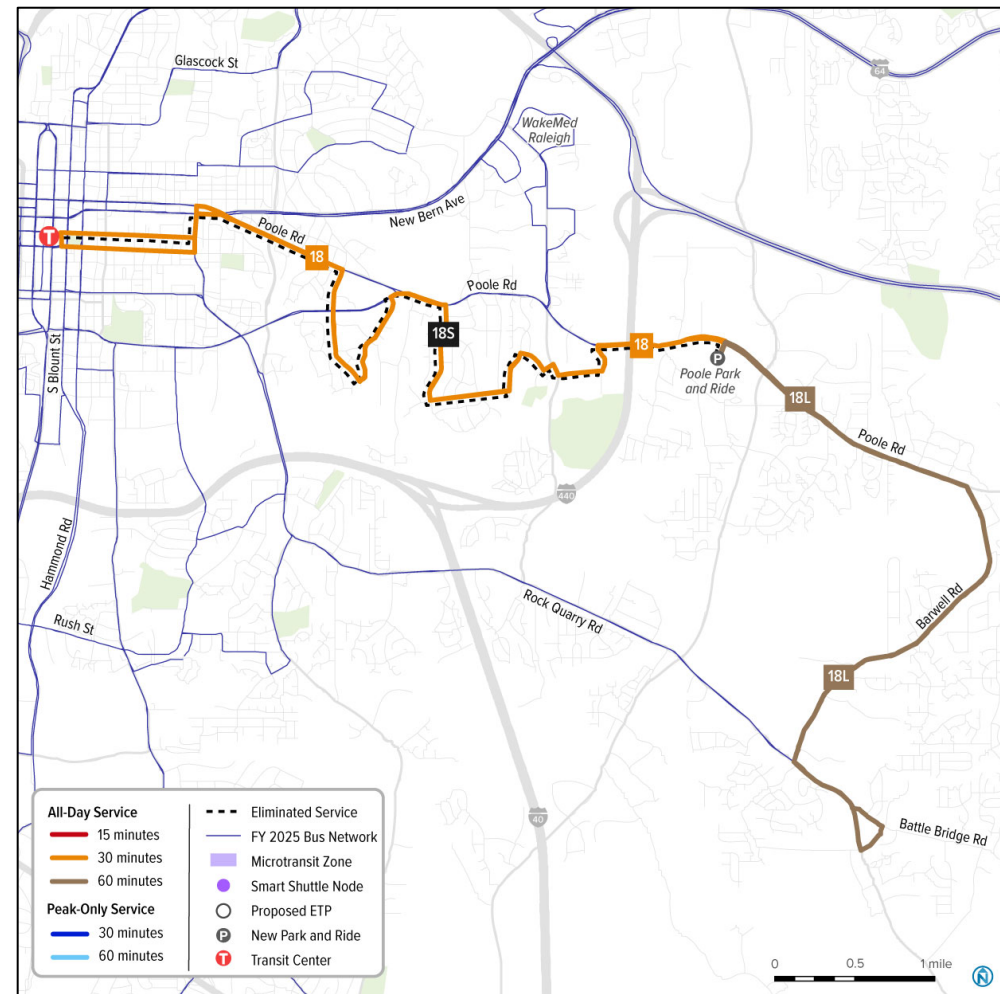 Glascock St
64
WakeMed
Raleigh
New Bern Ave
T
Poole Rd
18
Poole Rd
18S
18
P
Poole Park
and Ride
S Blount St
18L
Poole Rd
440
Hammond Rd
Rock Quarry Rd
Barwell Rd
Rush St
18L
40
Battle Bridge Rd
All-Day Service
15 minutes
30 minutes
60 minutes
Peak-Only Service
30 minutes
60 minutes
Eliminated Service
FY 2025 Bus Network
Microtransit Zone
Smart Shuttle Node
Proposed ETP
P New Park and Ride
T Transit Center
0 0.5 1 mile
N